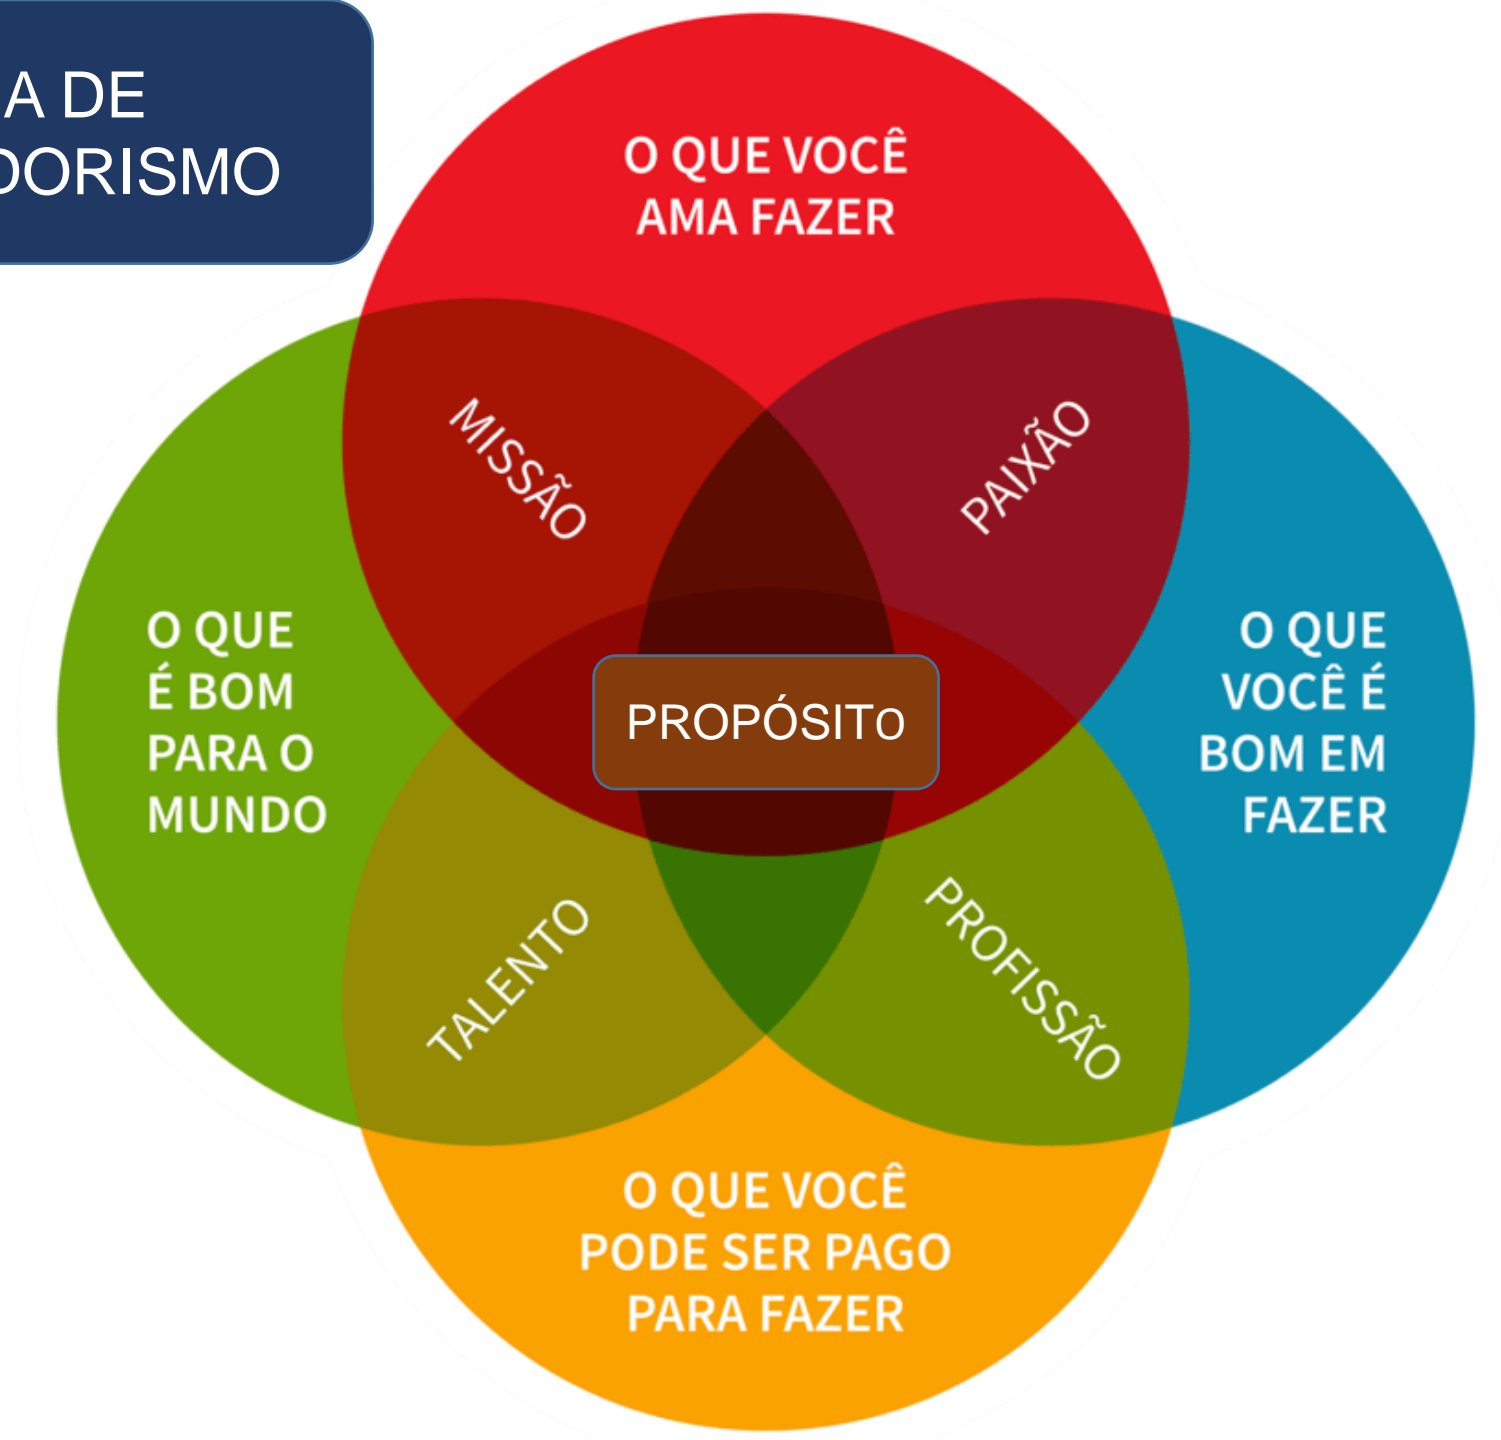 A DE
DORISMO
O QUE VOCÊ
AMA FAZER
MISSÃO
PAIXÃO
O QUE
É BOM
PARA O
MUNDO
PROPÓSITO
O QUE
VOCÊ É
BOM EM
FAZER
TALENTO
PROFISSÃO
O QUE VOCÊ
PODE SER PAGO
PARA FAZER